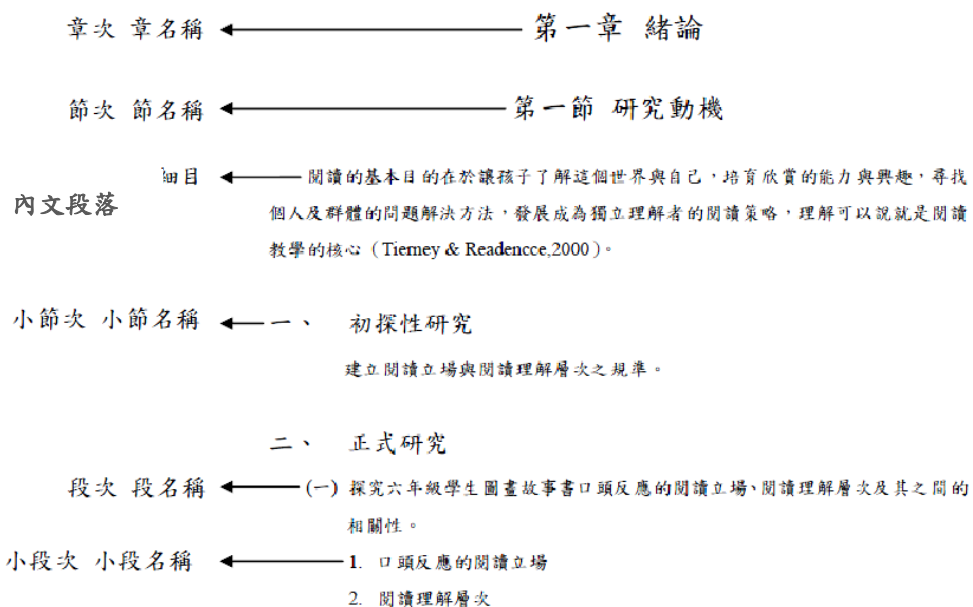 章次 章名稱 第一章 緒論
節次 節名稱 第一節 研究動機
細目 閱讀的基本目的在於讓孩子了解這個世界與自己，培育欣賞的能力與興趣，尋找
內文段落 個人及群體的問題解決方法，發展成為獨立理解者的閱讀策略，理解可以說就是閱讀
教學的核心（Tierney & Readencce,2000）。
小節次 小節名稱 一、 初探性研究
建立閱讀立場與閱讀理解層次之規準。
二、 正式研究
段次 段名稱 (一) 探究六年級學生圖畫故事書口頭反應的閱讀立場、閱讀理解層次及其之間的
相關性。
小段次 小段名稱 1. 口頭反應的閱讀立場
2. 閱讀理解層次